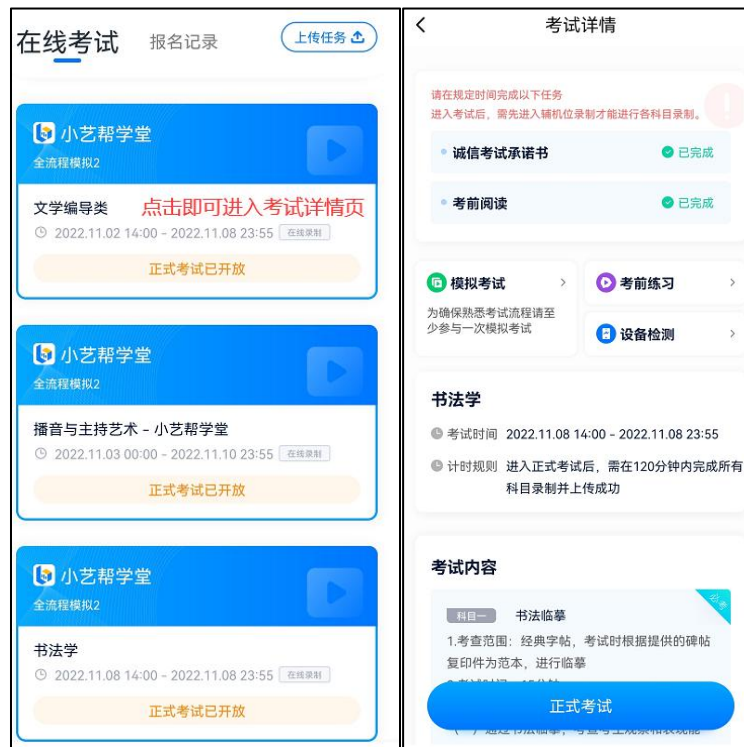 在线考试
报名记录
上传任务
小艺帮学堂
全流程模拟2
文学编导类
点击即可进入考试详情页
2022.11.02 14:00 - 2022.11.08 23:55
在线录制
正式考试已开放
小艺帮学堂
全流程模拟2
播音与主持艺术 - 小艺帮学堂
2022.11.03 00:00 - 2022.11.10 23:55
在线录制
正式考试已开放
小艺帮学堂
全流程模拟2
书法学
2022.11.08 14:00 - 2022.11.08 23:55
在线录制
正式考试已开放
考试详情
请在规定时间完成以下任务
进入考试后，需先进入辅机位录制才能进行各科目录制。
诚信考试承诺书
已完成
考前阅读
已完成
模拟考试
为确保熟悉考试流程请至
少参与一次模拟考试
考前练习
设备检测
书法学
考试时间 2022.11.08 14:00 - 2022.11.08 23:55
计时规则 进入正式考试后，需在120分钟内完成所有
科目录制并上传成功
考试内容
必考
科目一 书法临摹
1.考查范围：经典字帖，考试时根据提供的碑帖
复印件为范本，进行临摹
正式考试